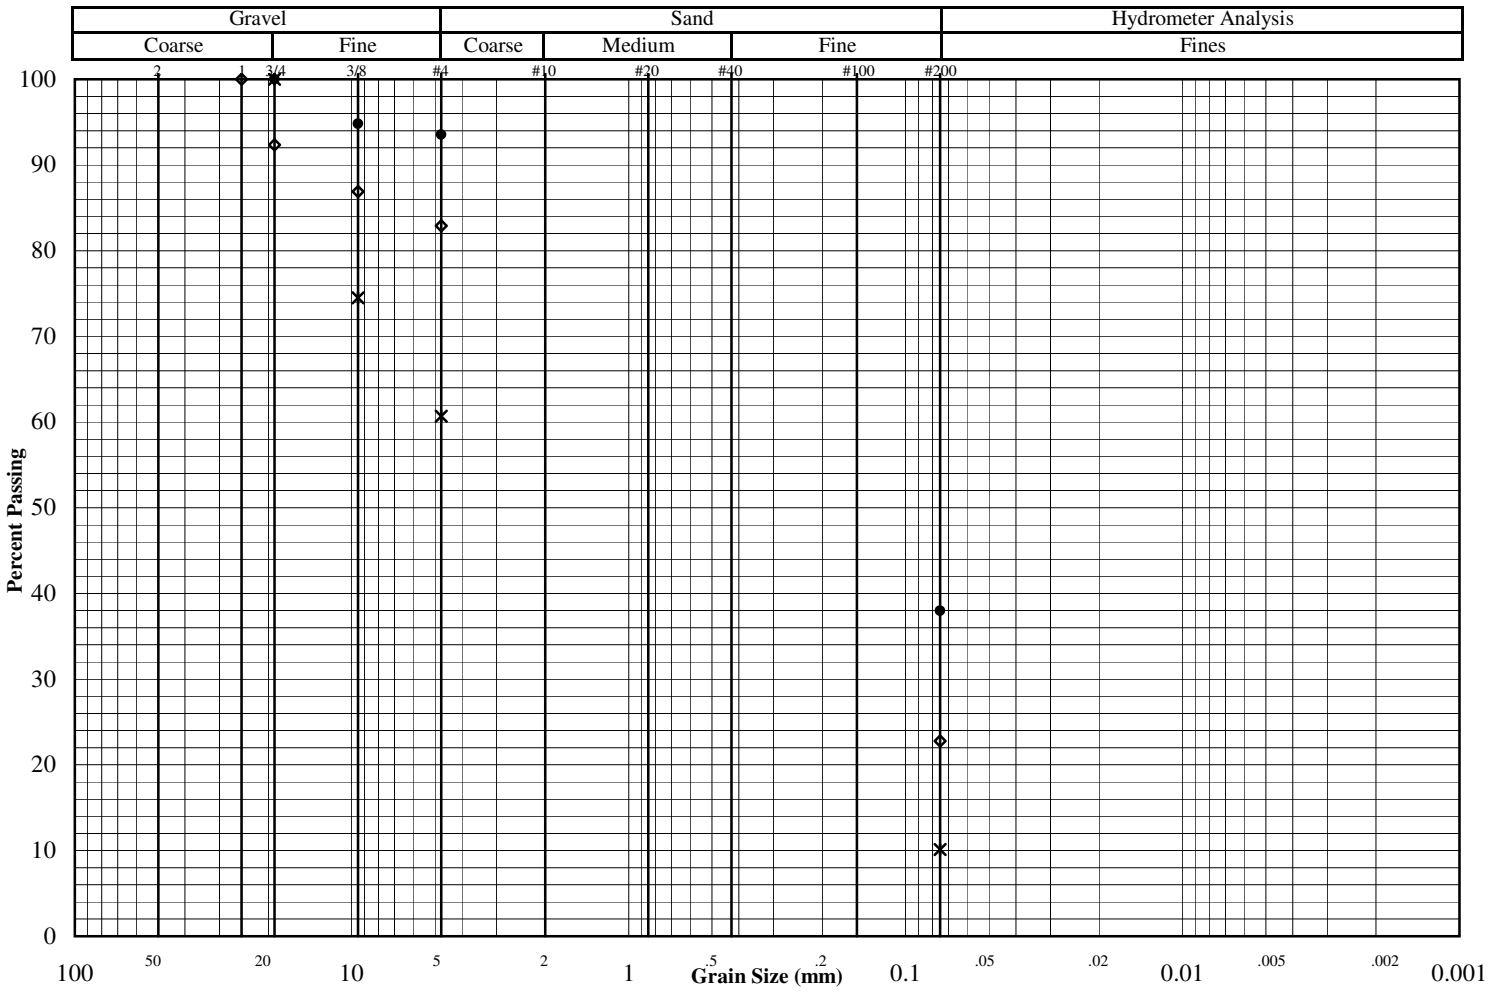 Gravel Sand Hydrometer Analysis
Coarse Fine Coarse Medium Fine Fines
2 1 3/4 3/8 #4 #10 #20 #40 #100 #200
100
90
80
70
60
50
40
30
20
10
0
Percent Passing
50 20 5 2 .5 .2 .05 .02 .005 .002
100 10 1 0.1 0.01 0.001
Grain Size (mm)